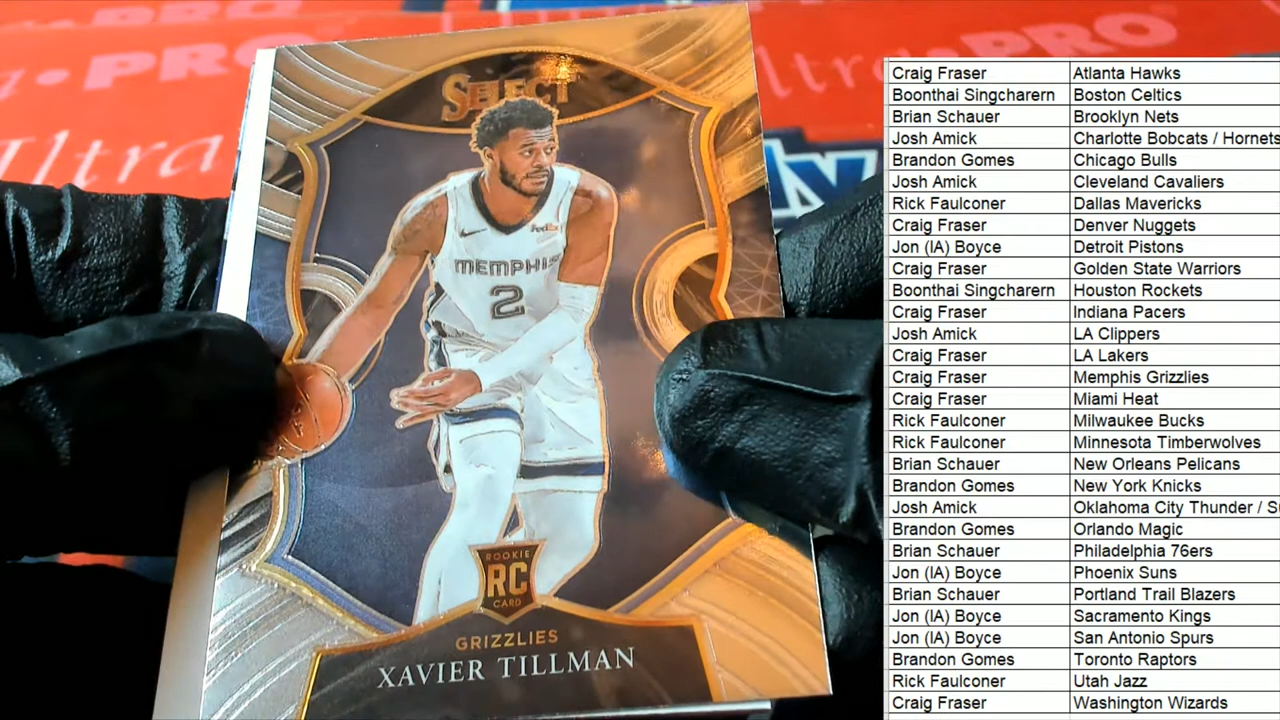 PRO
Ultra PRO
Ultra
SELECT
FedEx
MEMPHIS
2
ROOKIE
RC
CARD
GRIZZLIES
XAVIER TILLMAN
Craig Fraser Atlanta Hawks
Boonthai Singcharern Boston Celtics
Brian Schauer Brooklyn Nets
Josh Amick Charlotte Bobcats / Hornets
Brandon Gomes Chicago Bulls
Josh Amick Cleveland Cavaliers
Rick Faulconer Dallas Mavericks
Craig Fraser Denver Nuggets
Jon (IA) Boyce Detroit Pistons
Craig Fraser Golden State Warriors
Boonthai Singcharern Houston Rockets
Craig Fraser Indiana Pacers
Josh Amick LA Clippers
Craig Fraser LA Lakers
Craig Fraser Memphis Grizzlies
Craig Fraser Miami Heat
Rick Faulconer Milwaukee Bucks
Rick Faulconer Minnesota Timberwolves
Brian Schauer New Orleans Pelicans
Brandon Gomes New York Knicks
Josh Amick Oklahoma City Thunder / S
Brandon Gomes Orlando Magic
Brian Schauer Philadelphia 76ers
Jon (IA) Boyce Phoenix Suns
Brian Schauer Portland Trail Blazers
Jon (IA) Boyce Sacramento Kings
Jon (IA) Boyce San Antonio Spurs
Brandon Gomes Toronto Raptors
Rick Faulconer Utah Jazz
Craig Fraser Washington Wizards